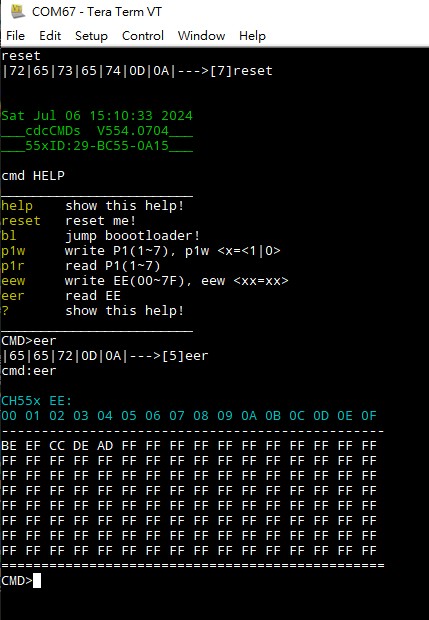 COM67 - Tera Term VT
File Edit Setup Control Window Help
reset
|72|65|73|65|74|0D|0A|--->[7]reset
Sat Jul 06 15:10:33 2024
___cdcCMDs  V554.0704___
___55xID:29-BC55-0A15___
cmd HELP
________________________
help    show this help!
reset   reset me!
bl      jump boootloader!
p1w     write P1(1~7), p1w <x=<1|0>
p1r     read P1(1~7)
eew     write EE(00~7F), eew <xx=xx>
eer     read EE
?       show this help!
________________________
CMD>eer
|65|65|72|0D|0A|--->[5]eer
cmd:eer
CH55x EE:
00 01 02 03 04 05 06 07 08 09 0A 0B 0C 0D 0E 0F
------------------------------------------------
BE EF CC DE AD FF FF FF FF FF FF FF FF FF FF FF
FF FF FF FF FF FF FF FF FF FF FF FF FF FF FF FF
FF FF FF FF FF FF FF FF FF FF FF FF FF FF FF FF
FF FF FF FF FF FF FF FF FF FF FF FF FF FF FF FF
FF FF FF FF FF FF FF FF FF FF FF FF FF FF FF FF
FF FF FF FF FF FF FF FF FF FF FF FF FF FF FF FF
FF FF FF FF FF FF FF FF FF FF FF FF FF FF FF FF
FF FF FF FF FF FF FF FF FF FF FF FF FF FF FF FF
================================================
CMD>